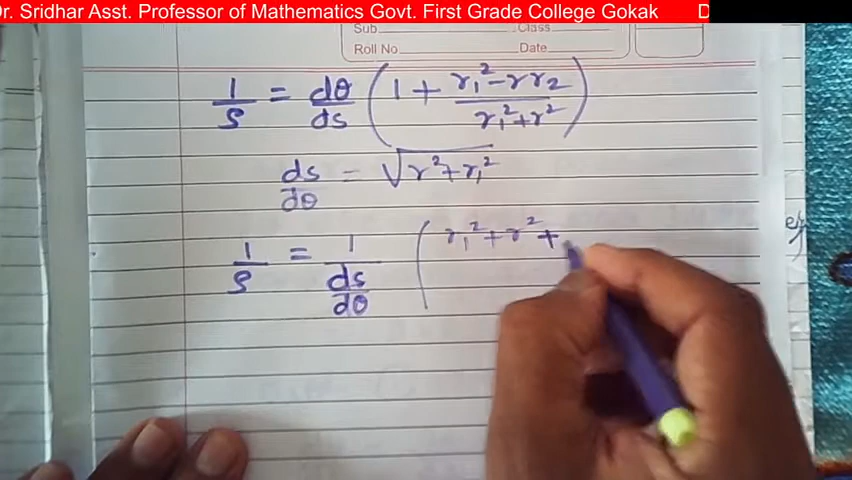 Dr. Sridhar Asst. Professor of Mathematics Govt. First Grade College Gokak D
Sub. Class
Roll No Date
1/ρ = dθ/ds (1 + (r₁² - r r₂)/(r₁² + r²))
ds/dθ = √(r² + r₁²)
1/ρ = 1/(ds/dθ) (r₁² + r² +